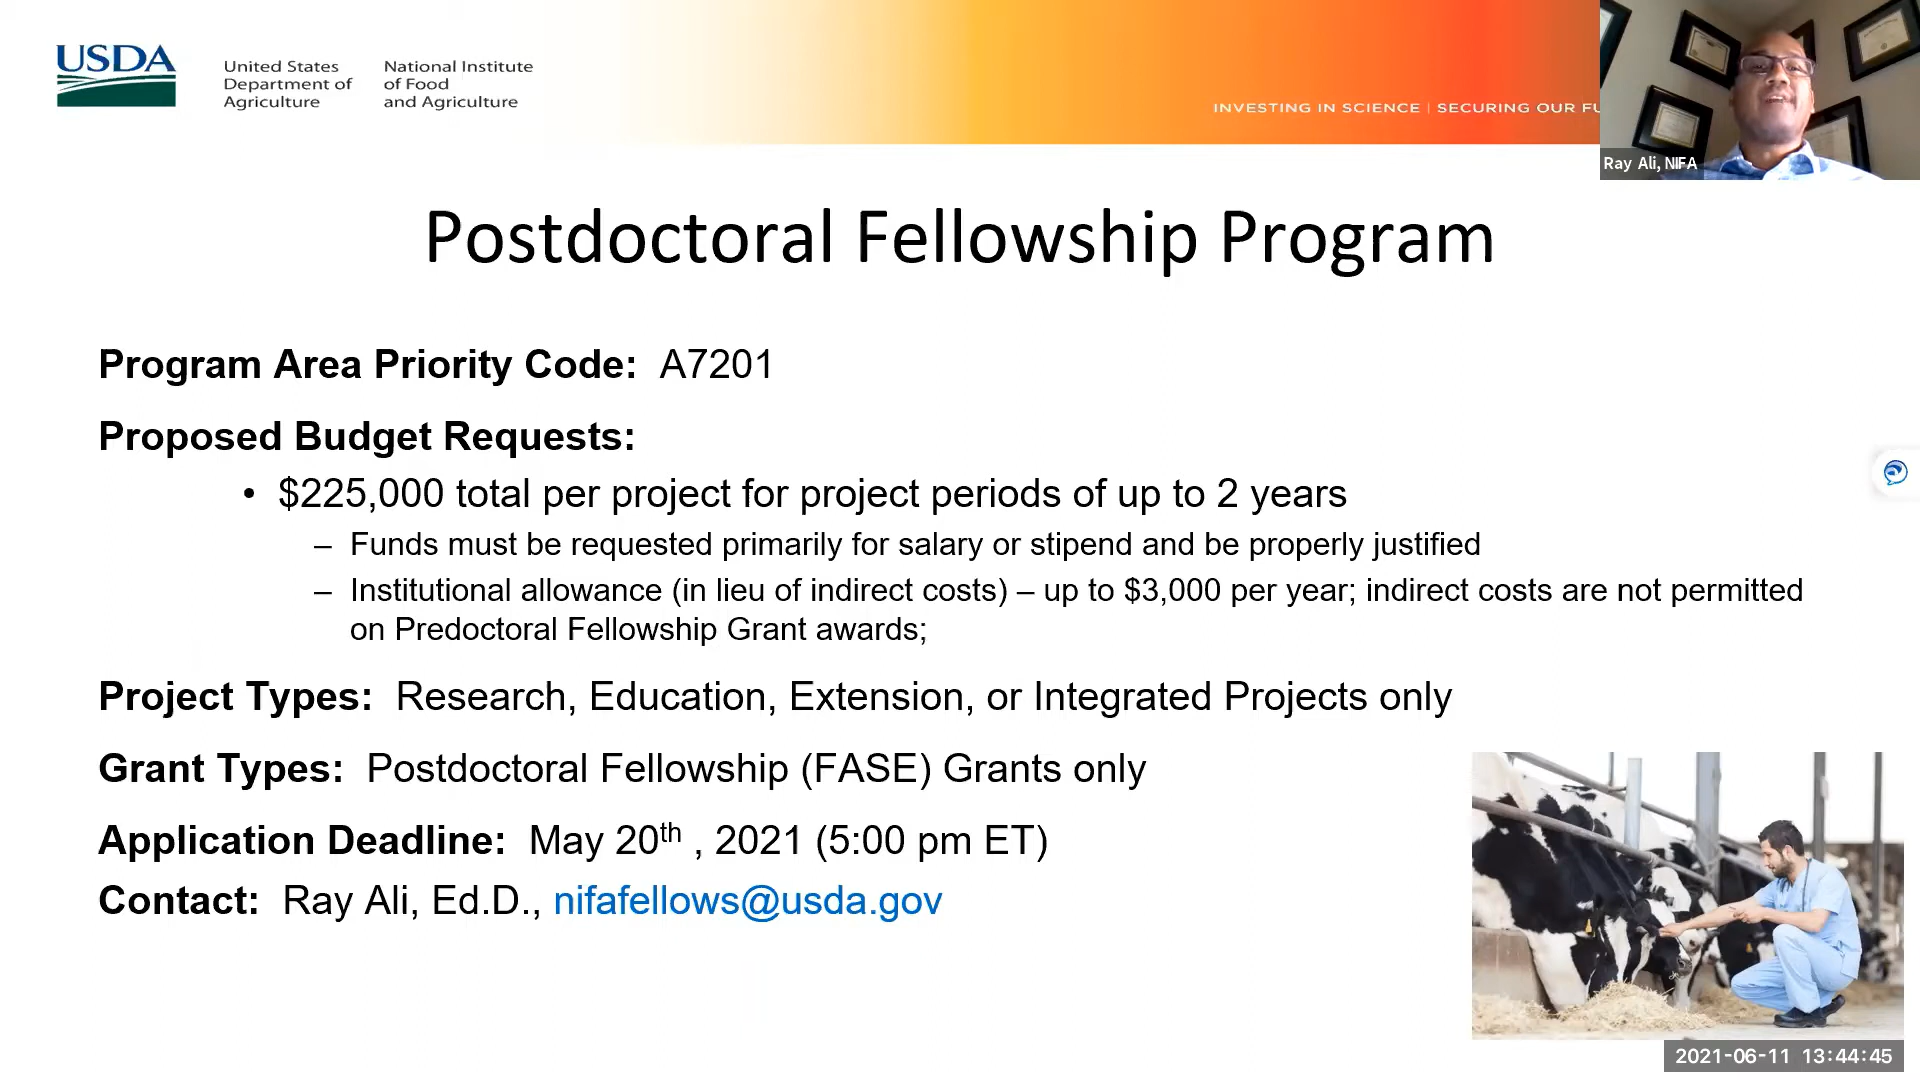 USDA
United States
Department of
Agriculture
National Institute
of Food
and Agriculture
INVESTING IN SCIENCE | SECURING OUR FU
Ray Ali, NIFA
Postdoctoral Fellowship Program
Program Area Priority Code: A7201
Proposed Budget Requests:
• $225,000 total per project for project periods of up to 2 years
– Funds must be requested primarily for salary or stipend and be properly justified
– Institutional allowance (in lieu of indirect costs) – up to $3,000 per year; indirect costs are not permitted
on Predoctoral Fellowship Grant awards;
Project Types: Research, Education, Extension, or Integrated Projects only
Grant Types: Postdoctoral Fellowship (FASE) Grants only
Application Deadline: May 20th , 2021 (5:00 pm ET)
Contact: Ray Ali, Ed.D., nifafellows@usda.gov
2021-06-11 13:44:45